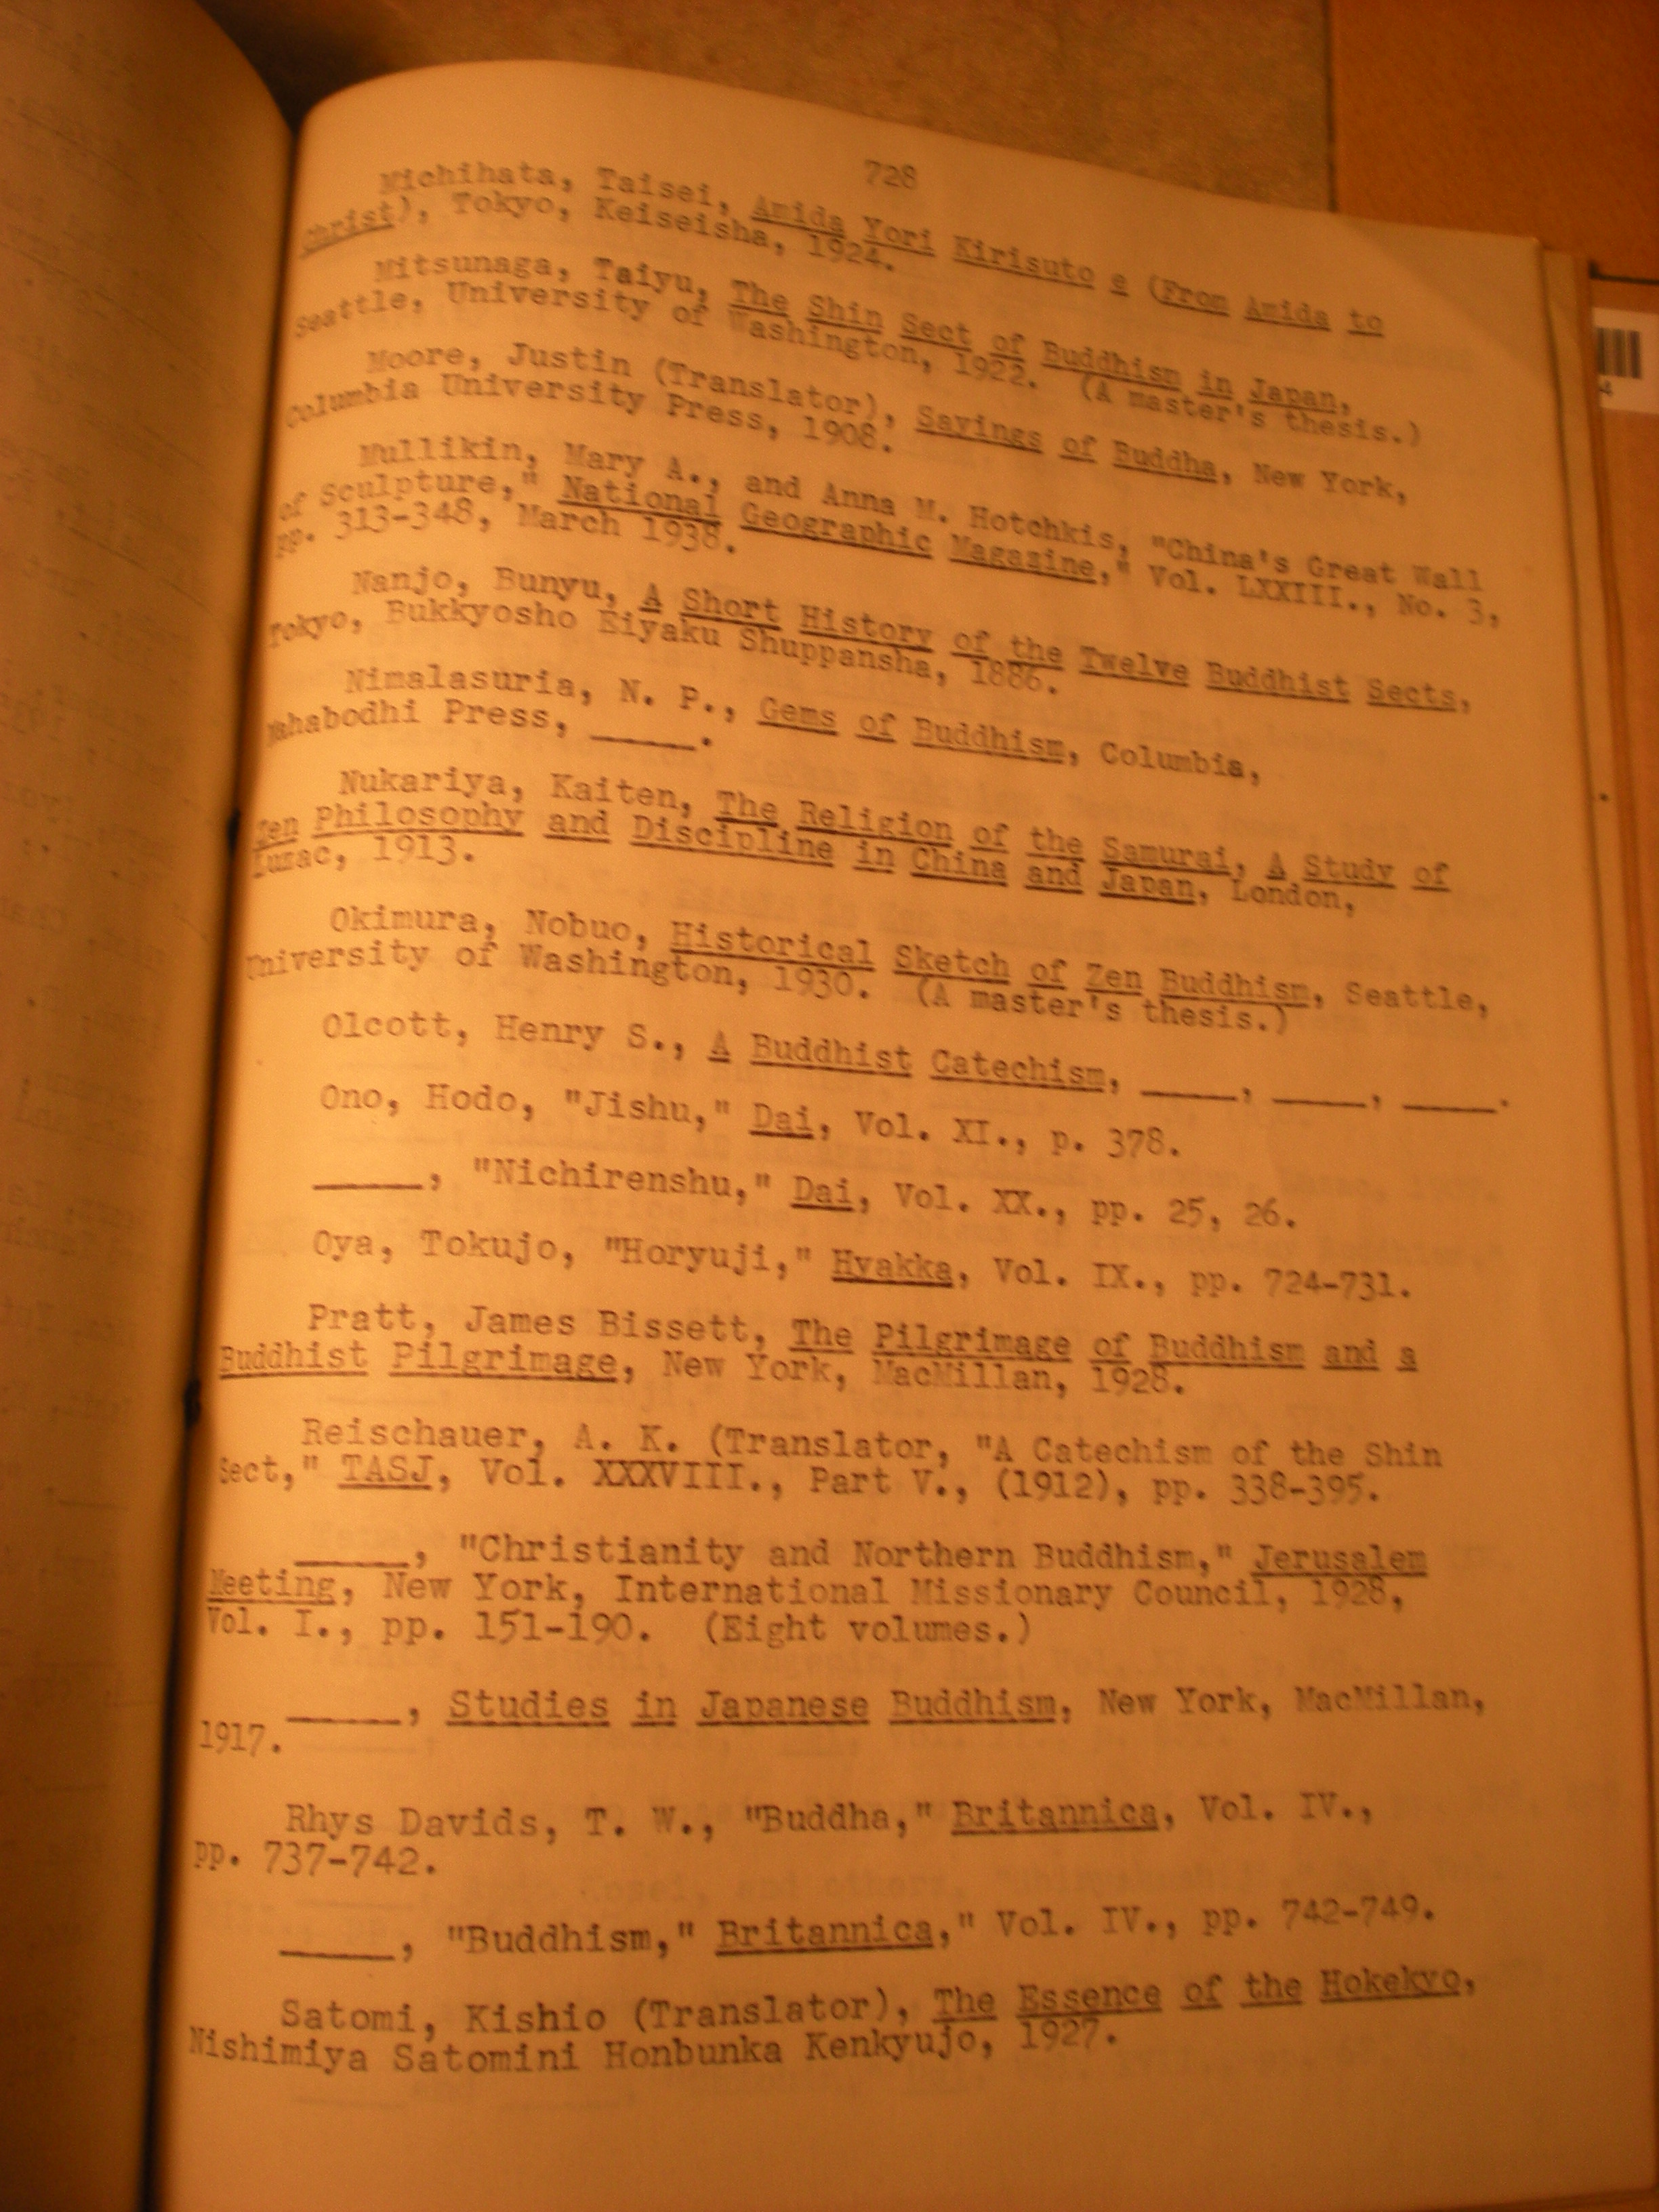 728
Michihata, Taisei, Amida Yori Kirisuto e (From Amida to
Christ), Tokyo, Keiseisha, 1924.
Mitsunaga, Taiyu, The Shin Sect of Buddhism in Japan,
Seattle, University of Washington, 1922. (A master's thesis.)
Moore, Justin (Translator), Sayings of Buddha, New York,
Columbia University Press, 1908.
Mullikin, Mary A., and Anna M. Hotchkis, "China's Great Wall
of Sculpture," National Geographic Magazine," Vol. LXXIII., No. 3,
pp. 313-348, March 1938.
Nanjo, Bunyu, A Short History of the Twelve Buddhist Sects,
Tokyo, Bukkyosho Eiyaku Shuppansha, 1886.
Nimalasuria, N. P., Gems of Buddhism, Columbia,
Mahabodhi Press, _____.
Nukariya, Kaiten, The Religion of the Samurai, A Study of
Zen Philosophy and Discipline in China and Japan, London,
Luzac, 1913.
Okimura, Nobuo, Historical Sketch of Zen Buddhism, Seattle,
University of Washington, 1930. (A master's thesis.)
Olcott, Henry S., A Buddhist Catechism, _____, _____, _____.
Ono, Hodo, "Jishu," Dai, Vol. XI., p. 378.
_____, "Nichirenshu," Dai, Vol. XX., pp. 25, 26.
Oya, Tokujo, "Horyuji," Hyakka, Vol. IX., pp. 724-731.
Pratt, James Bissett, The Pilgrimage of Buddhism and a
Buddhist Pilgrimage, New York, MacMillan, 1928.
Reischauer, A. K. (Translator, "A Catechism of the Shin
Sect," TASJ, Vol. XXXVIII., Part V., (1912), pp. 338-395.
_____, "Christianity and Northern Buddhism," Jerusalem
Meeting, New York, International Missionary Council, 1928,
Vol. I., pp. 151-190. (Eight volumes.)
_____, Studies in Japanese Buddhism, New York, MacMillan,
1917.
Rhys Davids, T. W., "Buddha," Britannica, Vol. IV.,
pp. 737-742.
_____, "Buddhism," Britannica," Vol. IV., pp. 742-749.
Satomi, Kishio (Translator), The Essence of the Hokekyo,
Nishimiya Satomini Honbunka Kenkyujo, 1927.
4